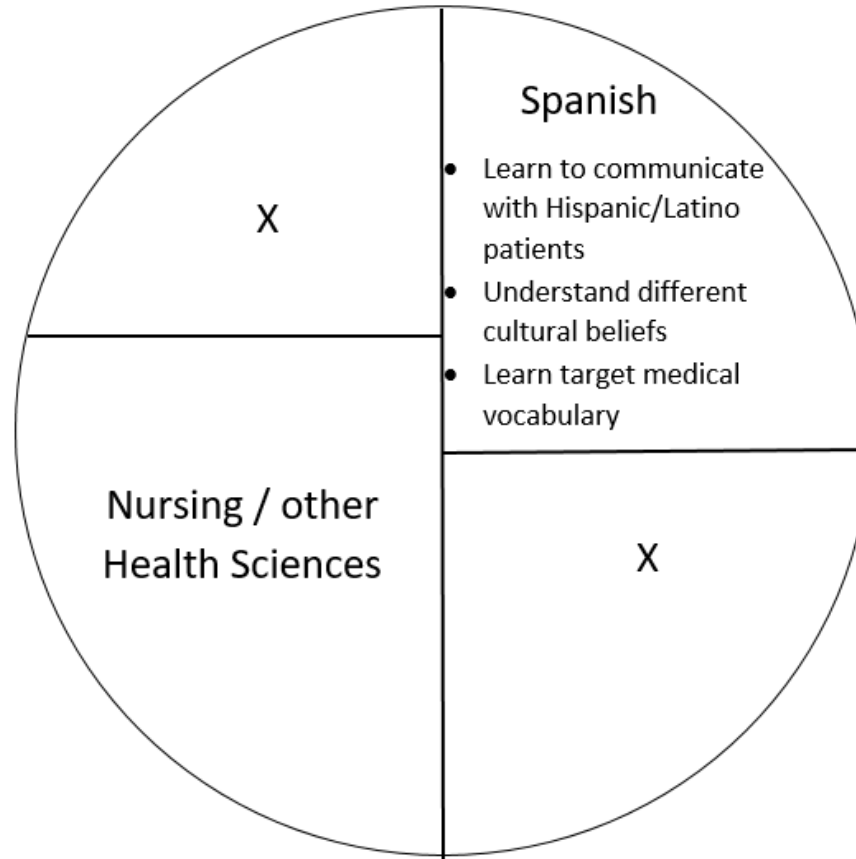 X
Spanish
• Learn to communicate
with Hispanic/Latino
patients
• Understand different
cultural beliefs
• Learn target medical
vocabulary
Nursing / other
Health Sciences
X